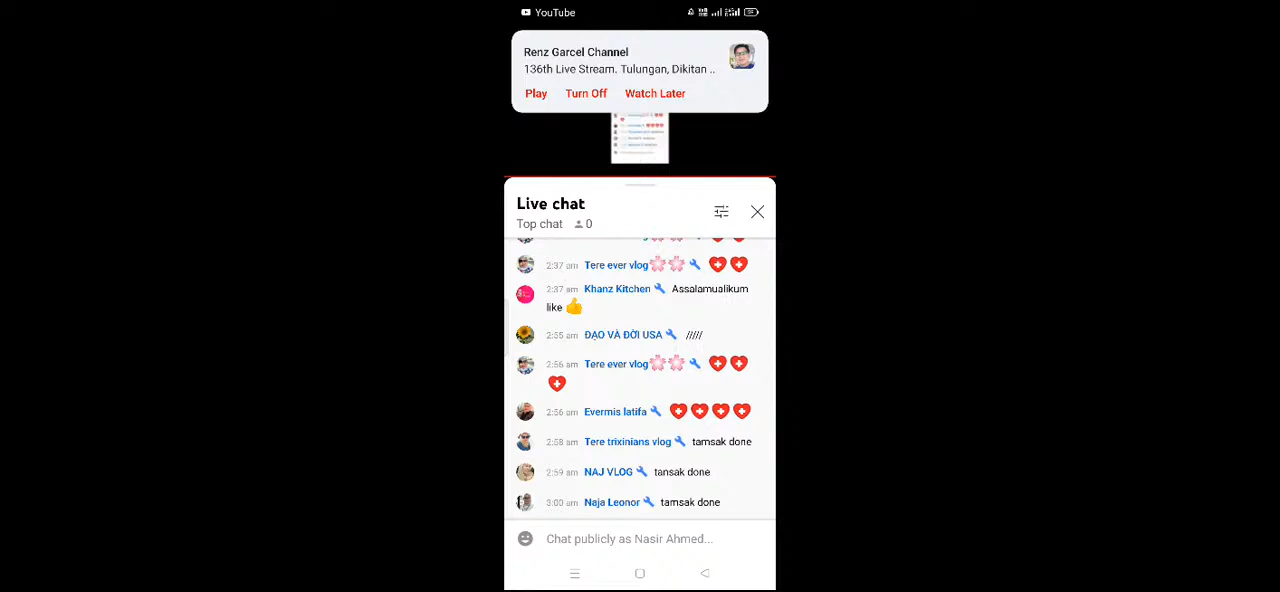 YouTube
Renz Garcel Channel
136th Live Stream. Tulungan, Dikitan ..
Play Turn Off Watch Later
Live chat
Top chat 0
2:37 am Tere ever vlog
2:37 am Khanz Kitchen Assalamualikum
like
2:55 am ĐẠO VÀ ĐỜI USA /////
2:56 am Tere ever vlog
2:56 am Evermis latifa
2:58 am Tere trixinians vlog tamsak done
2:59 am NAJ VLOG tansak done
3:00 am Naja Leonor tamsak done
Chat publicly as Nasir Ahmed...